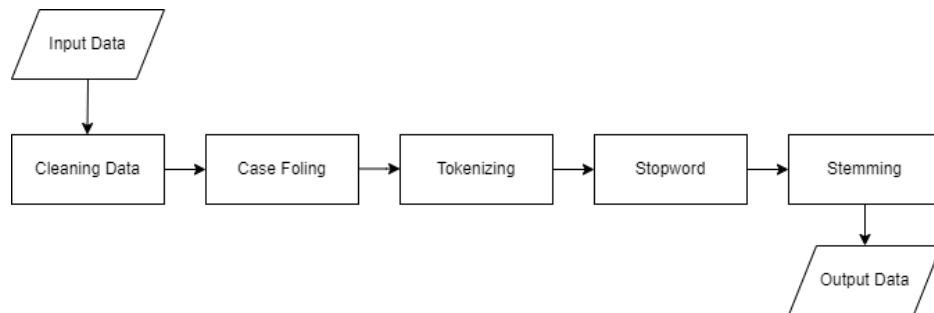 Input Data
Cleaning Data
Case Foling
Tokenizing
Stopword
Stemming
Output Data